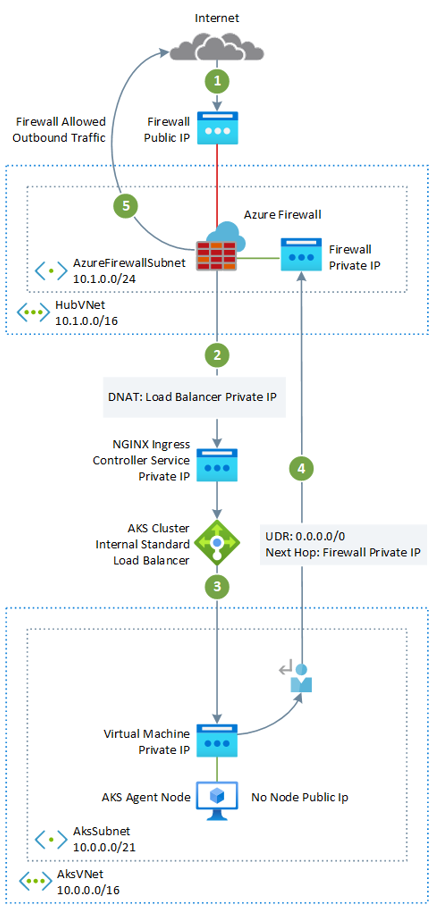 Internet
1
Firewall Allowed
Outbound Traffic
Firewall
Public IP
5
Azure Firewall
Firewall
Private IP
AzureFirewallSubnet
10.1.0.0/24
HubVNet
10.1.0.0/16
2
DNAT: Load Balancer Private IP
NGINX Ingress
Controller Service
Private IP
4
AKS Cluster
Internal Standard
Load Balancer
UDR: 0.0.0.0/0
Next Hop: Firewall Private IP
3
Virtual Machine
Private IP
AKS Agent Node
No Node Public Ip
AksSubnet
10.0.0.0/21
AksVNet
10.0.0.0/16